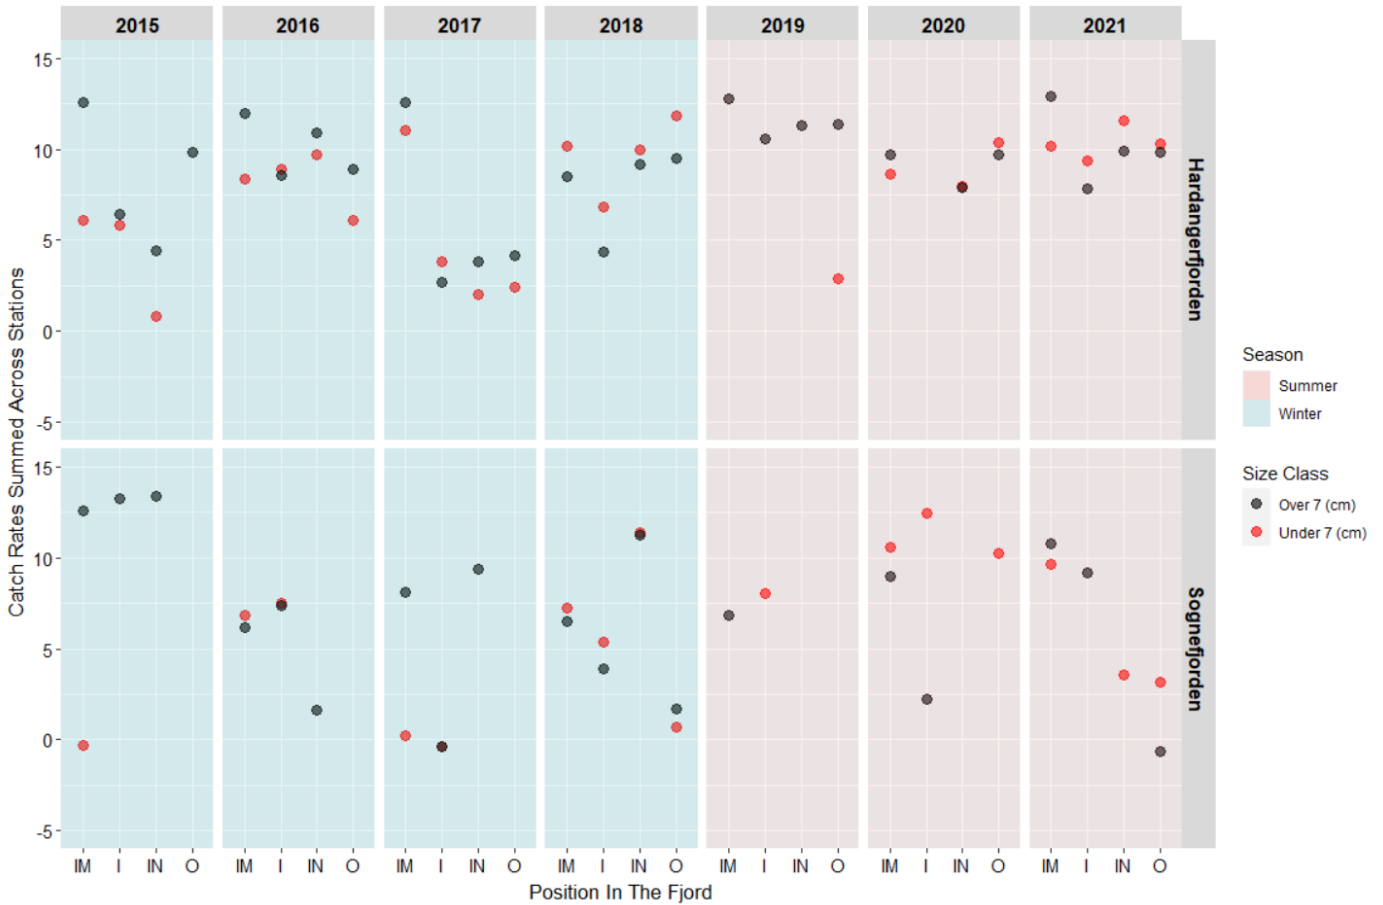 2015 2016 2017 2018 2019 2020 2021
15
10
5
0
-5
Hardangerfjorden
15
10
5
0
-5
Sognefjorden
Catch Rates Summed Across Stations
IM I IN O IM I IN O IM I IN O IM I IN O IM I IN O IM I IN O IM I IN O
Position In The Fjord
Season
Summer
Winter
Size Class
Over 7 (cm)
Under 7 (cm)